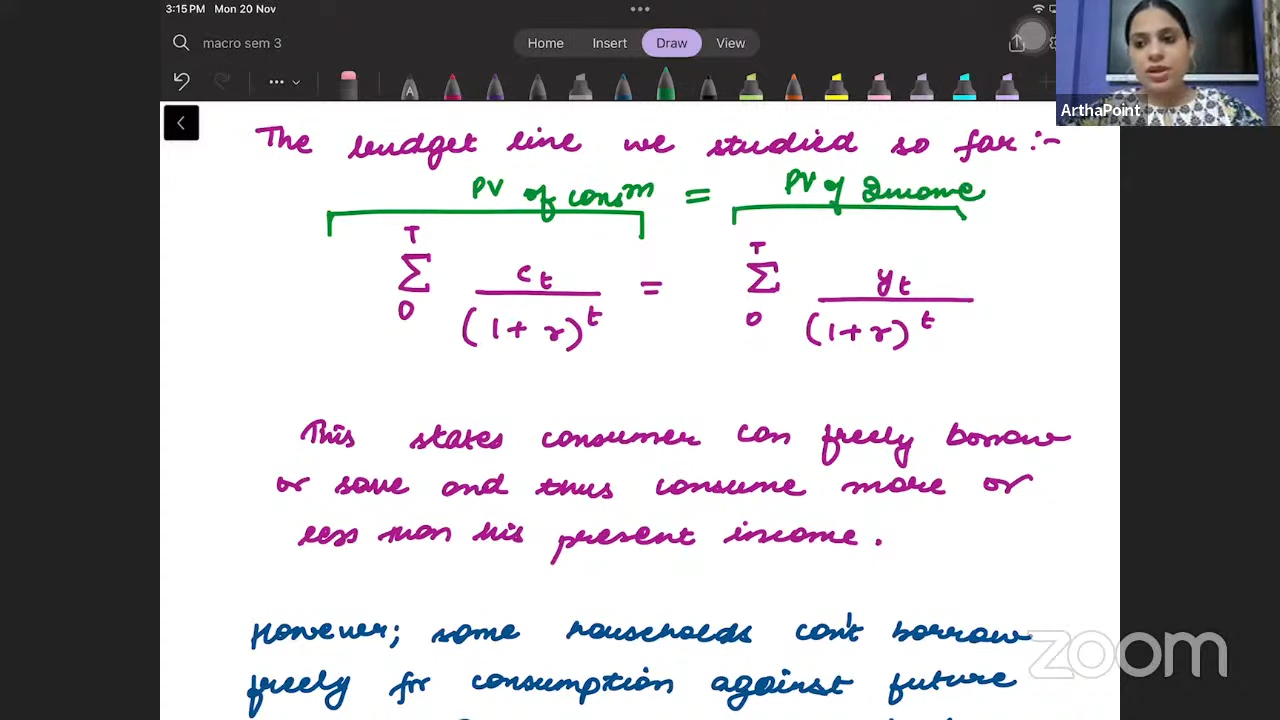 3:15 PM Mon 20 Nov
macro sem 3
Home Insert Draw View
A
ArthaPoint
The budget line we studied so far :-
PV of consm = PV of Income
T T
Σ c_t / (1+r)^t = Σ y_t / (1+r)^t
0 0
This states consumer can freely borrow
or save and thus consume more or
less than his present income.
However; some households can't borrow
freely for consumption against future
zoom